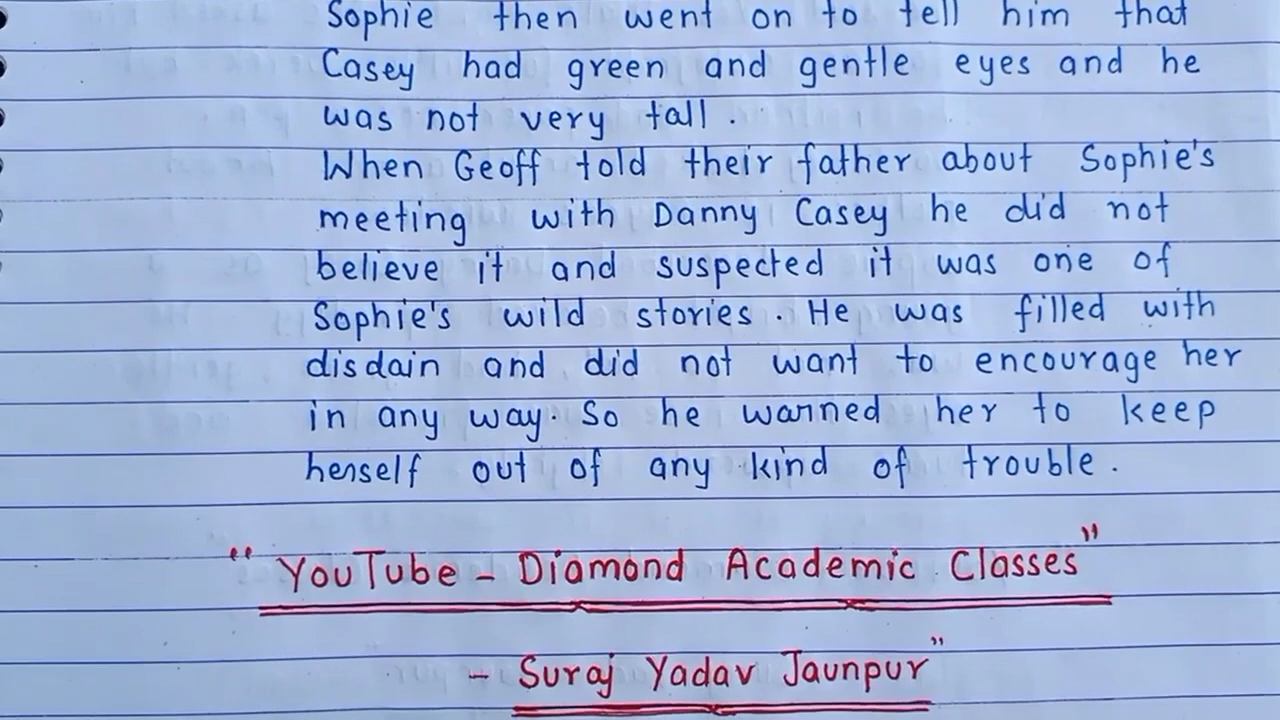 Sophie then went on to tell him that
Casey had green and gentle eyes and he
was not very tall.
When Geoff told their father about Sophie's
meeting with Danny Casey he did not
believe it and suspected it was one of
Sophie's wild stories. He was filled with
disdain and did not want to encourage her
in any way. So he warned her to keep
herself out of any kind of trouble.
"YouTube - Diamond Academic Classes"
- Suraj Yadav Jaunpur"